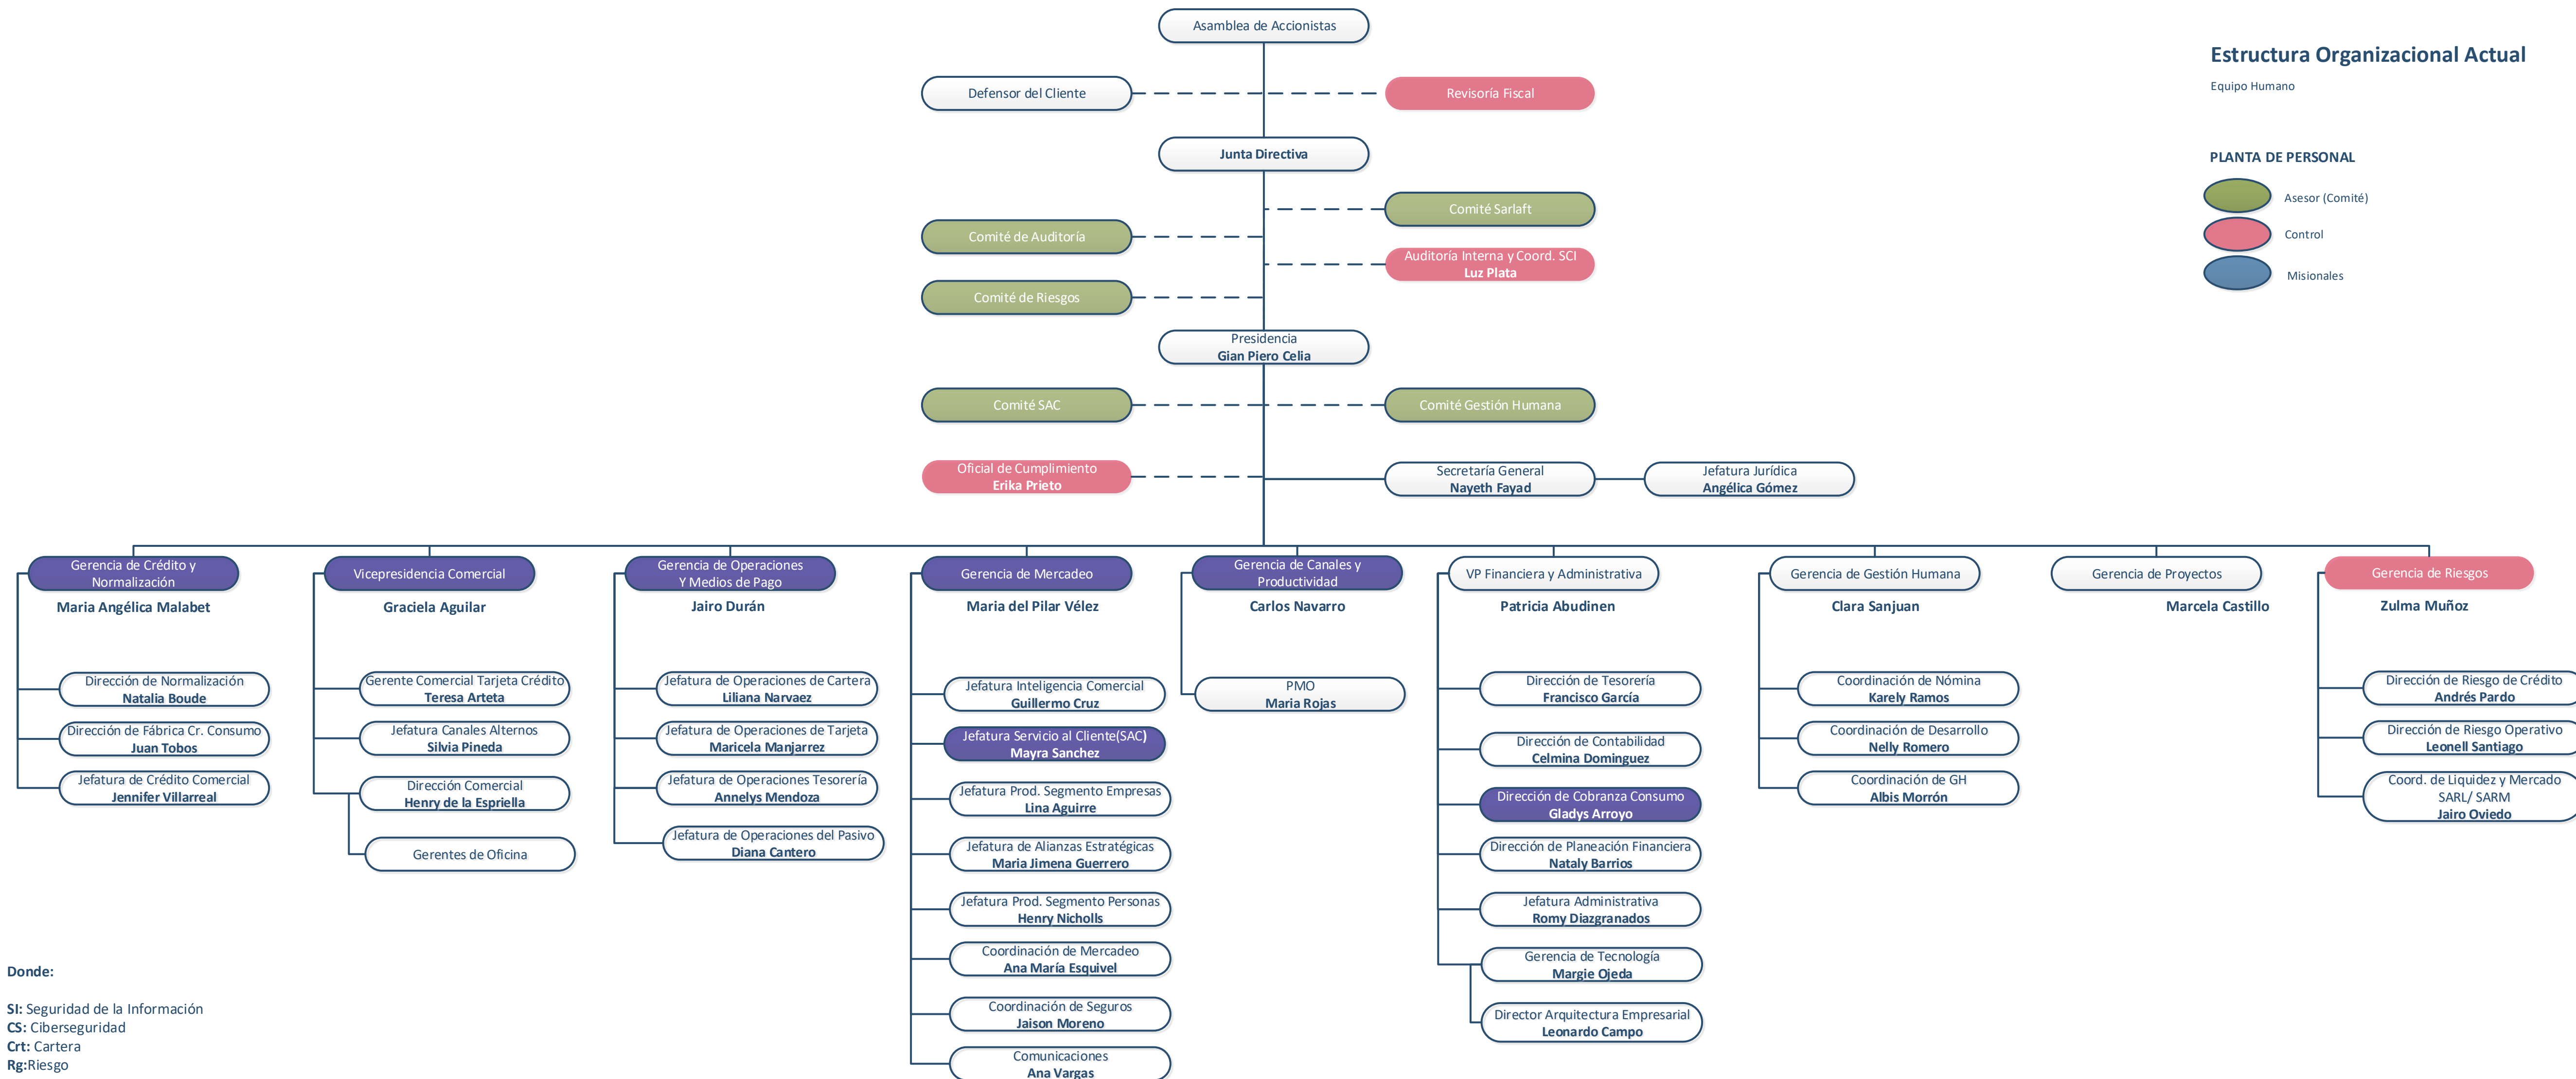 Asamblea de Accionistas
Estructura Organizacional Actual
Equipo Humano
Defensor del Cliente
Revisoría Fiscal
Junta Directiva
PLANTA DE PERSONAL
Asesor (Comité)
Control
Misionales
Comité Sarlaft
Comité de Auditoría
Auditoría Interna y Coord. SCI
Luz Plata
Comité de Riesgos
Presidencia
Gian Piero Celia
Comité SAC
Comité Gestión Humana
Oficial de Cumplimiento
Erika Prieto
Secretaría General
Nayeth Fayad
Jefatura Jurídica
Angélica Gómez
Gerencia de Crédito y
Normalización
Maria Angélica Malabet
Dirección de Normalización
Natalia Boude
Dirección de Fábrica Cr. Consumo
Juan Tobos
Jefatura de Crédito Comercial
Jennifer Villarreal
Vicepresidencia Comercial
Graciela Aguilar
Gerente Comercial Tarjeta Crédito
Teresa Arteta
Jefatura Canales Alternos
Silvia Pineda
Dirección Comercial
Henry de la Espriella
Gerentes de Oficina
Gerencia de Operaciones
Y Medios de Pago
Jairo Durán
Jefatura de Operaciones de Cartera
Liliana Narvaez
Jefatura de Operaciones de Tarjeta
Maricela Manjarrez
Jefatura de Operaciones Tesorería
Annelys Mendoza
Jefatura de Operaciones del Pasivo
Diana Cantero
Gerencia de Mercadeo
Maria del Pilar Vélez
Jefatura Inteligencia Comercial
Guillermo Cruz
Jefatura Servicio al Cliente(SAC)
Mayra Sanchez
Jefatura Prod. Segmento Empresas
Lina Aguirre
Jefatura de Alianzas Estratégicas
Maria Jimena Guerrero
Jefatura Prod. Segmento Personas
Henry Nicholls
Coordinación de Mercadeo
Ana María Esquivel
Coordinación de Seguros
Jaison Moreno
Comunicaciones
Ana Vargas
Gerencia de Canales y
Productividad
Carlos Navarro
PMO
Maria Rojas
VP Financiera y Administrativa
Patricia Abudinen
Dirección de Tesorería
Francisco García
Dirección de Contabilidad
Celmina Dominguez
Dirección de Cobranza Consumo
Gladys Arroyo
Dirección de Planeación Financiera
Nataly Barrios
Jefatura Administrativa
Romy Diazgranados
Gerencia de Tecnología
Margie Ojeda
Director Arquitectura Empresarial
Leonardo Campo
Gerencia de Gestión Humana
Clara Sanjuan
Coordinación de Nómina
Karely Ramos
Coordinación de Desarrollo
Nelly Romero
Coordinación de GH
Albis Morrón
Gerencia de Proyectos
Marcela Castillo
Gerencia de Riesgos
Zulma Muñoz
Dirección de Riesgo de Crédito
Andrés Pardo
Dirección de Riesgo Operativo
Leonell Santiago
Coord. de Liquidez y Mercado
SARL/ SARM
Jairo Oviedo
Donde:
SI: Seguridad de la Información
CS: Ciberseguridad
Crt: Cartera
Rg:Riesgo